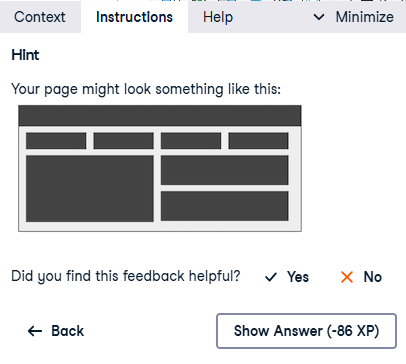 Context Instructions Help Minimize
Hint
Your page might look something like this:
Did you find this feedback helpful? Yes No
Back Show Answer (-86 XP)